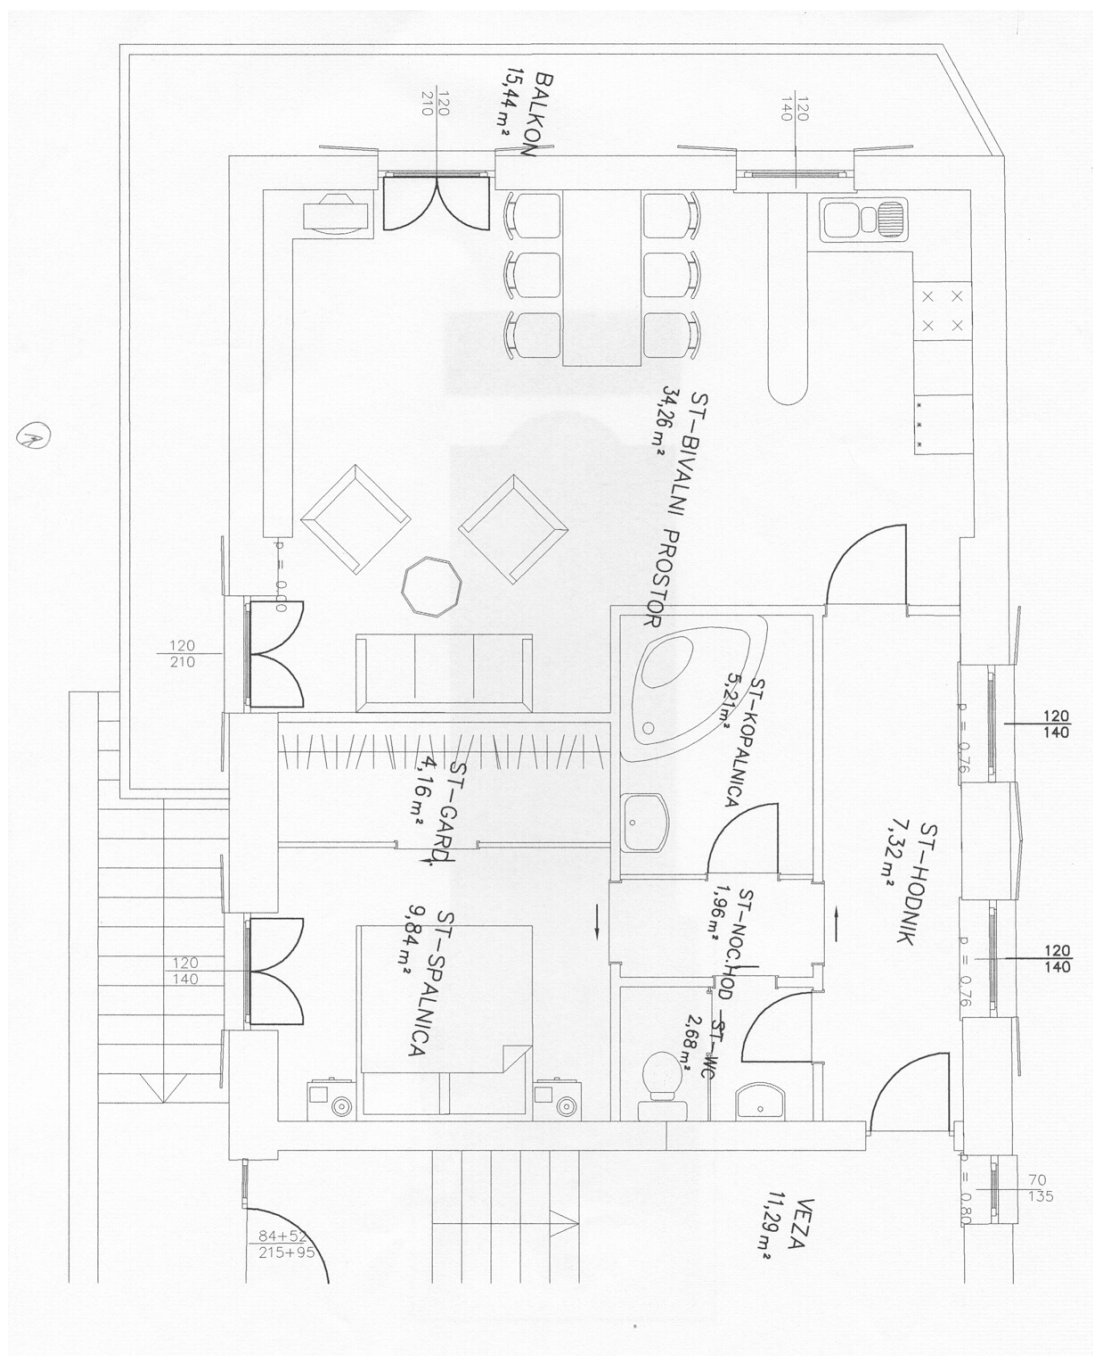 BALKON
15,44 m²
120
210
120
140
ST-BIVALNI PROSTOR
34,26 m²
120
210
ST-KOPALNICA
5,21 m²
p = 0,76
120
140
ST-GARD.
4,16 m²
ST-HODNIK
7,32 m²
ST-NOC.HOD
1,96 m²
ST-SPALNICA
9,84 m²
120
140
p = 0,76
120
140
ST-WC
2,68 m²
VEZA
11,29 m²
p = 0,80
70
135
84+52
215+95